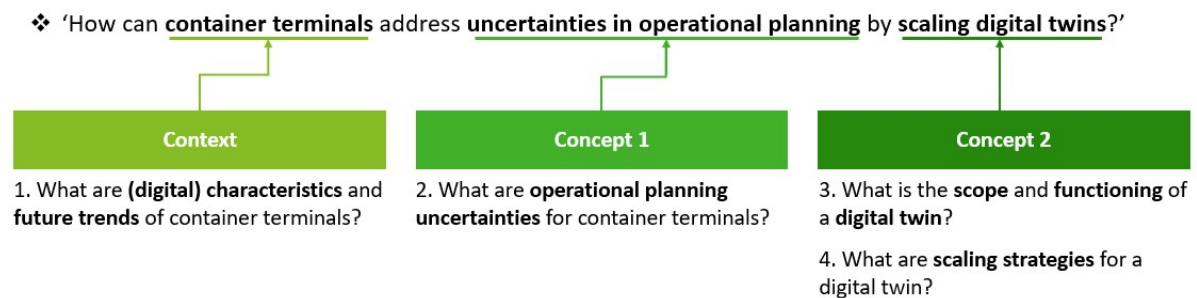 ❖ ‘How can container terminals address uncertainties in operational planning by scaling digital twins?’
Context
Concept 1
Concept 2
1. What are (digital) characteristics and
future trends of container terminals?
2. What are operational planning
uncertainties for container terminals?
3. What is the scope and functioning of
a digital twin?
4. What are scaling strategies for a
digital twin?